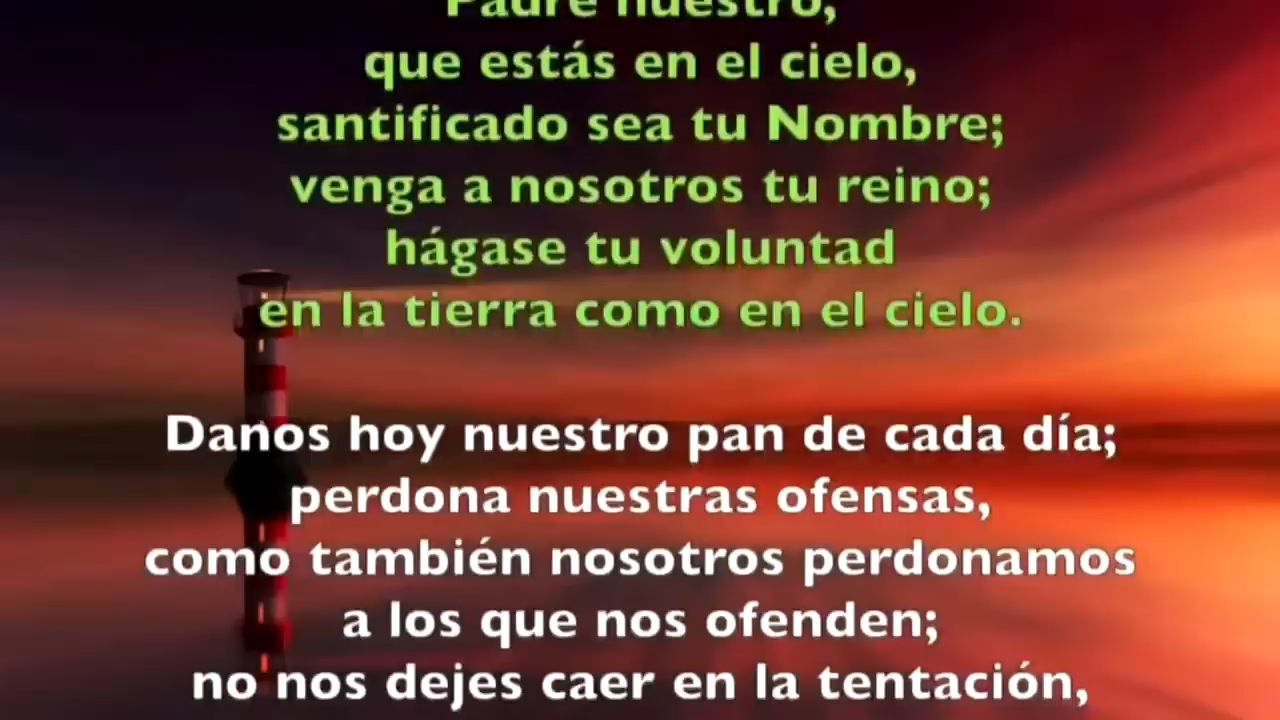 Padre nuestro,
que estás en el cielo,
santificado sea tu Nombre;
venga a nosotros tu reino;
hágase tu voluntad
en la tierra como en el cielo.
Danos hoy nuestro pan de cada día;
perdona nuestras ofensas,
como también nosotros perdonamos
a los que nos ofenden;
no nos dejes caer en la tentación,